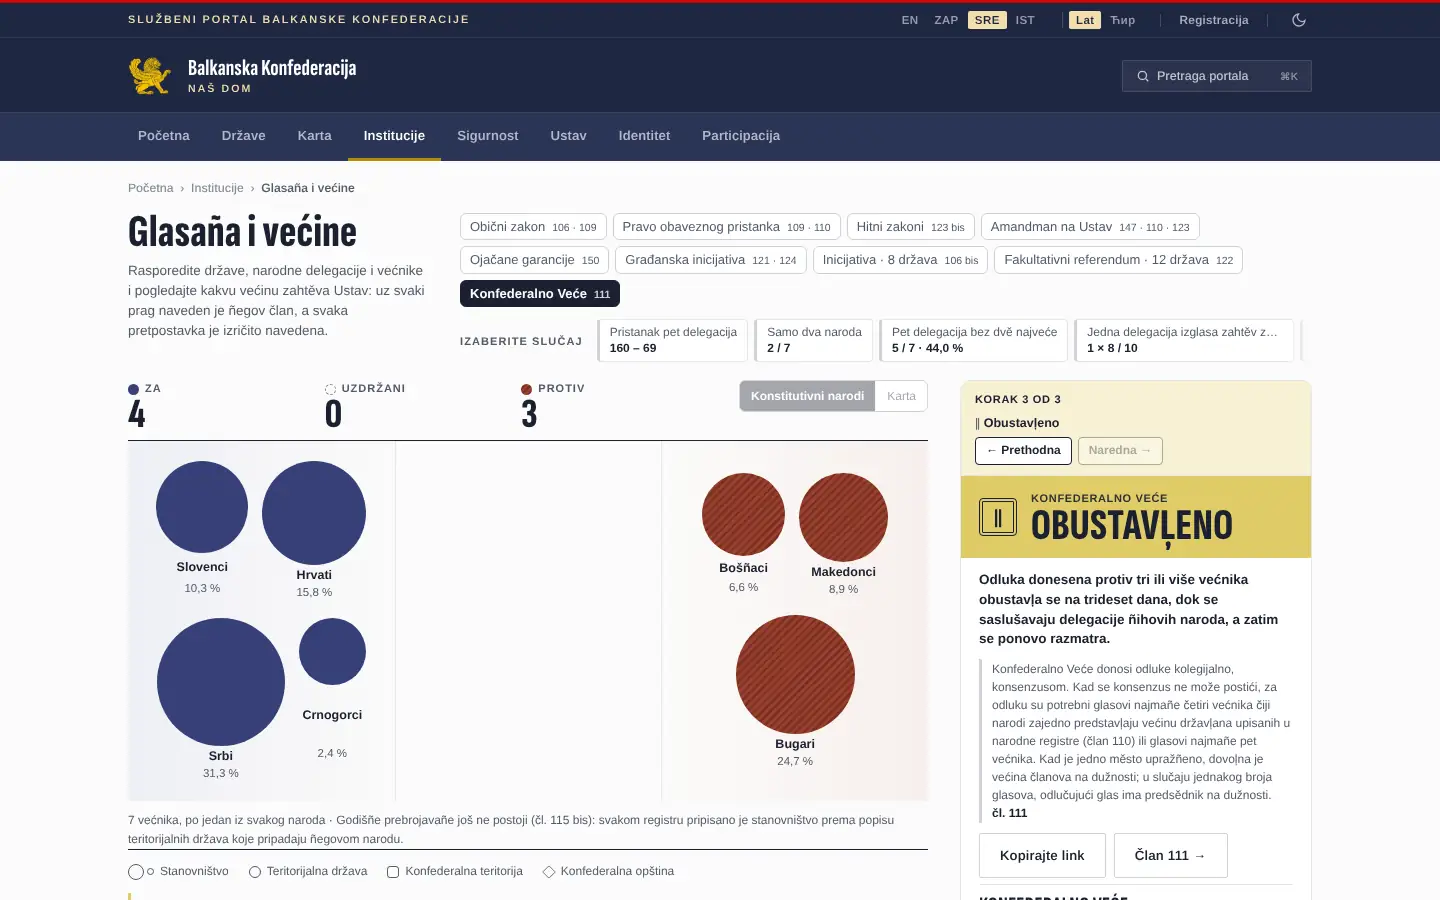 SLUŽBENI PORTAL BALKANSKE KONFEDERACIJE
EN ZAP SRE IST Lat Ћир Registracija
Balkanska Konfederacija
NAŠ DOM
Pretraga portala ⌘K
Početna Države Karta Institucije Sigurnost Ustav Identitet Participacija
Početna › Institucije › Glasaña i većine
Glasaña i većine
Rasporedite države, narodne delegacije i većnike
i pogledajte kakvu većinu zahtěva Ustav: uz svaki
prag naveden je ñegov član, a svaka
pretpostavka je izričito navedena.
Obični zakon 106 · 109
Pravo obaveznog pristanka 109 · 110
Hitni zakoni 123 bis
Amandman na Ustav 147 · 110 · 123
Ojačane garancije 150
Građanska inicijativa 121 · 124
Inicijativa · 8 država 106 bis
Fakultativni referendum · 12 država 122
Konfederalno Veće 111
IZABERITE SLUČAJ
Pristanak pet delegacija
160 – 69
Samo dva naroda
2 / 7
Pet delegacija bez dvě najveće
5 / 7 · 44,0 %
Jedna delegacija izglasa zahtěv z…
1 × 8 / 10
ZA
4
UZDRŽANI
0
PROTIV
3
Konstitutivni narodi Karta
Slovenci
10,3 %
Hrvati
15,8 %
Srbi
31,3 %
Crnogorci
2,4 %
Bošñaci
6,6 %
Makedonci
8,9 %
Bugari
24,7 %
7 većnika, po jedan iz svakog naroda · Godišñe prebrojavañe još ne postoji (čl. 115 bis): svakom registru pripisano je stanovništvo prema popisu
teritorijalnih država koje pripadaju ñegovom narodu.
Stanovništvo Teritorijalna država Konfederalna teritorija Konfederalna opština
KORAK 3 OD 3
‖ Obustavļeno
← Prethodna Naredna →
‖
KONFEDERALNO VEĆE
OBUSTAVĻENO
Odluka donesena protiv tri ili više većnika
obustavļa se na trideset dana, dok se
saslušavaju delegacije ñihovih naroda, a zatim
se ponovo razmatra.
Konfederalno Veće donosi odluke kolegijalno,
konsenzusom. Kad se konsenzus ne može postići, za
odluku su potrebni glasovi najmañe četiri većnika čiji
narodi zajedno predstavļaju većinu državļana upisanih u
narodne registre (član 110) ili glasovi najmañe pet
većnika. Kad je jedno město upražñeno, dovoļna je
većina članova na dužnosti; u slučaju jednakog broja
glasova, odlučujući glas ima predsědnik na dužnosti.
čl. 111
Kopirajte link Član 111 →
KONFEDERALNO VEĆE